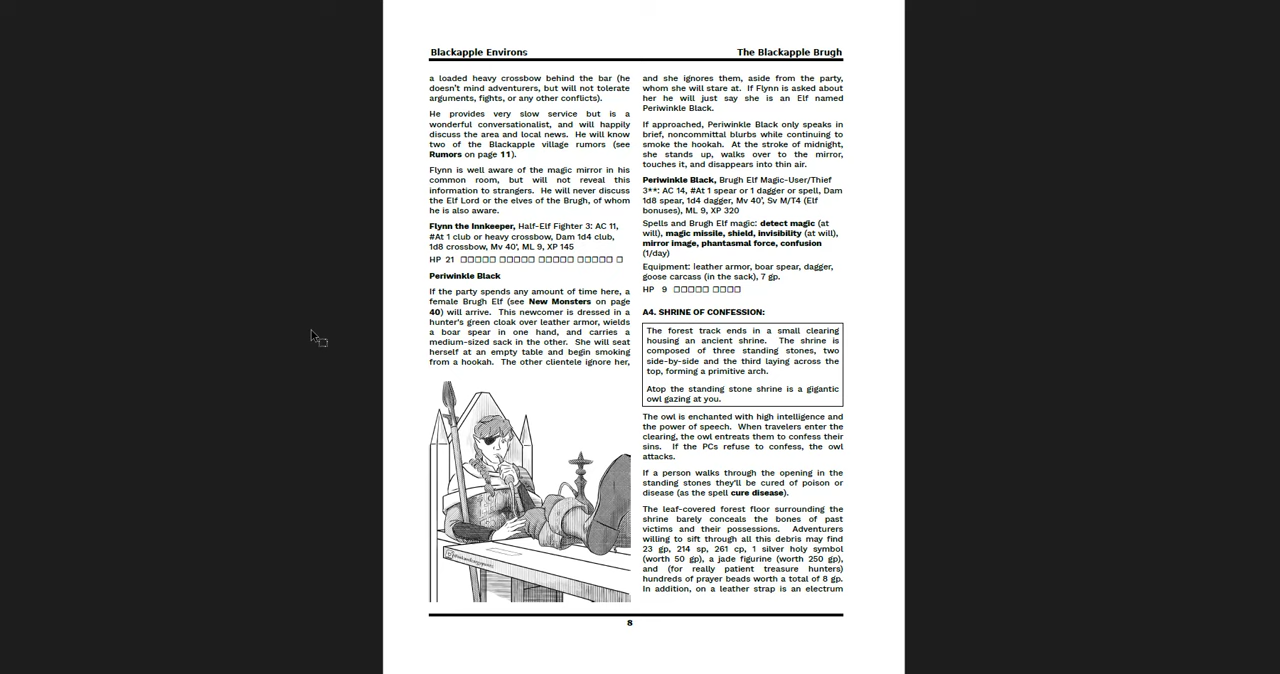 Blackapple Environs
The Blackapple Brugh
a loaded heavy crossbow behind the bar (he
doesn't mind adventurers, but will not tolerate
arguments, fights, or any other conflicts).
He provides very slow service but is a
wonderful conversationalist, and will happily
discuss the area and local news. He will know
two of the Blackapple village rumors (see
Rumors on page 11).
Flynn is well aware of the magic mirror in his
common room, but will not reveal this
information to strangers. He will never discuss
the Elf Lord or the elves of the Brugh, of whom
he is also aware.
Flynn the Innkeeper, Half-Elf Fighter 3: AC 11,
#At 1 club or heavy crossbow, Dam 1d4 club,
1d8 crossbow, Mv 40', ML 9, XP 145
HP 21 □□□□□ □□□□□ □□□□□ □□□□□ □
Periwinkle Black
If the party spends any amount of time here, a
female Brugh Elf (see New Monsters on page
40) will arrive. This newcomer is dressed in a
hunter's green cloak over leather armor, wields
a boar spear in one hand, and carries a
medium-sized sack in the other. She will seat
herself at an empty table and begin smoking
from a hookah. The other clientele ignore her,
and she ignores them, aside from the party,
whom she will stare at. If Flynn is asked about
her he will just say she is an Elf named
Periwinkle Black.
If approached, Periwinkle Black only speaks in
brief, noncommittal blurbs while continuing to
smoke the hookah. At the stroke of midnight,
she stands up, walks over to the mirror,
touches it, and disappears into thin air.
Periwinkle Black, Brugh Elf Magic-User/Thief
3**: AC 14, #At 1 spear or 1 dagger or spell, Dam
1d8 spear, 1d4 dagger, Mv 40', Sv M/T4 (Elf
bonuses), ML 9, XP 320
Spells and Brugh Elf magic: detect magic (at
will), magic missile, shield, invisibility (at will),
mirror image, phantasmal force, confusion
(1/day)
Equipment: leather armor, boar spear, dagger,
goose carcass (in the sack), 7 gp.
HP 9 □□□□□ □□□□
A4. SHRINE OF CONFESSION:
The forest track ends in a small clearing
housing an ancient shrine. The shrine is
composed of three standing stones, two
side-by-side and the third laying across the
top, forming a primitive arch.
Atop the standing stone shrine is a gigantic
owl gazing at you.
The owl is enchanted with high intelligence and
the power of speech. When travelers enter the
clearing, the owl entreats them to confess their
sins. If the PCs refuse to confess, the owl
attacks.
If a person walks through the opening in the
standing stones they'll be cured of poison or
disease (as the spell cure disease).
The leaf-covered forest floor surrounding the
shrine barely conceals the bones of past
victims and their possessions. Adventurers
willing to sift through all this debris may find
23 gp, 214 sp, 261 cp, 1 silver holy symbol
(worth 50 gp), a jade figurine (worth 250 gp),
and (for really patient treasure hunters)
hundreds of prayer beads worth a total of 8 gp.
In addition, on a leather strap is an electrum
8